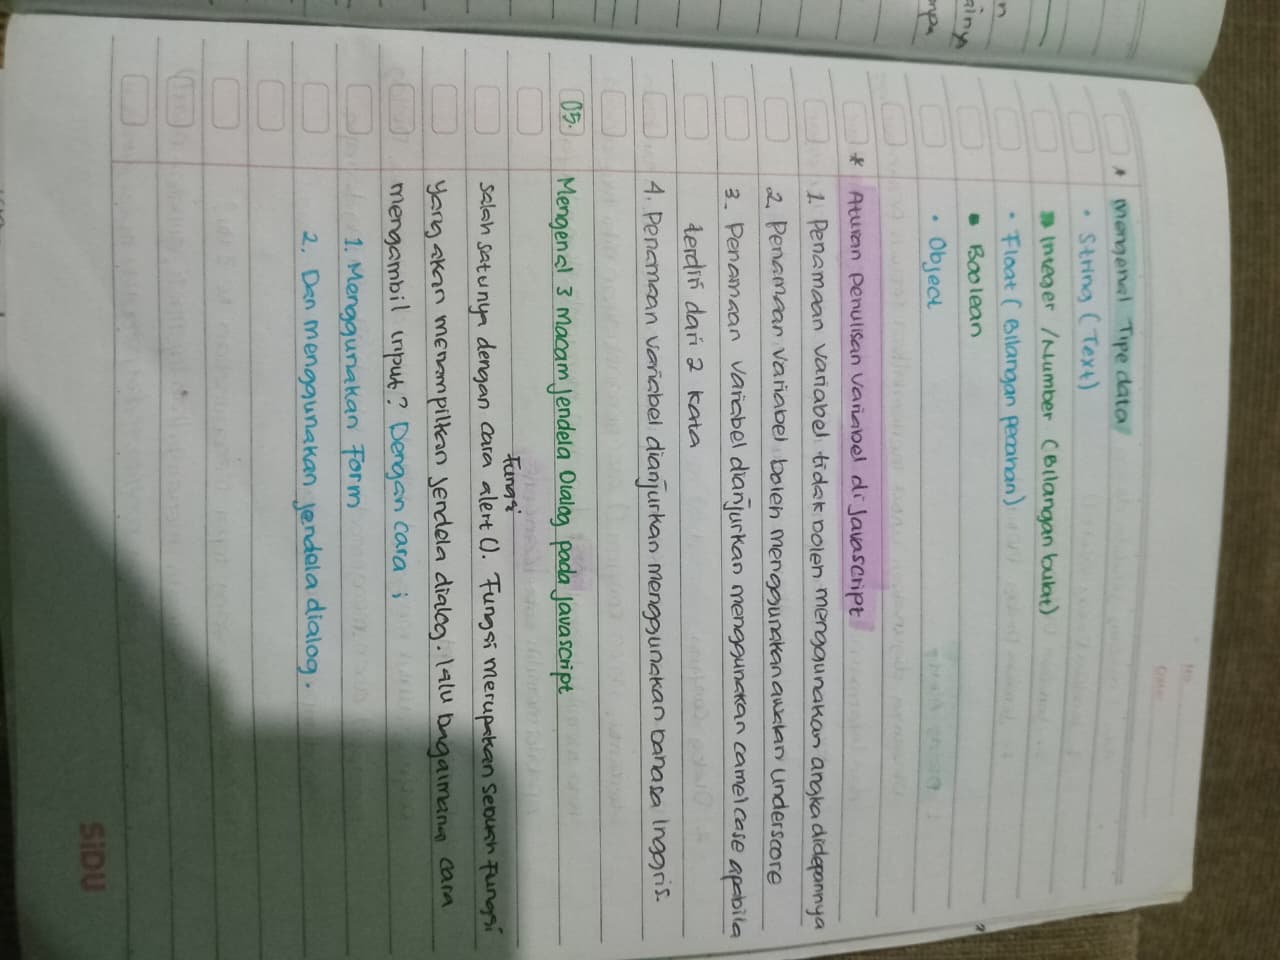 * Mengenal Tipe data
• String (Text)
• Integer /Number (Bilangan bulat)
• Float (Bilangan pecahan)
• Boolean
• Object
* Aturan penulisan variabel di Javascript
1. Penamaan variabel tidak boleh menggunakan angka didepannya
2. Penamaan variabel boleh menggunakan awalan underscore
3. Penamaan variabel dianjurkan menggunakan camelcase apabila
terdiri dari 2 kata
4. Penamaan variabel dianjurkan menggunakan bahasa Inggris.
05. Mengenal 3 macam jendela Dialog pada javascript
fungsi
salah satunya dengan cara alert(). Fungsi merupakan sebuah fungsi
yang akan menampilkan jendela dialog. lalu bagaimana cara
mengambil input? Dengan cara ;
1. Menggunakan Form
2. Dan menggunakan jendela dialog.
SiDU